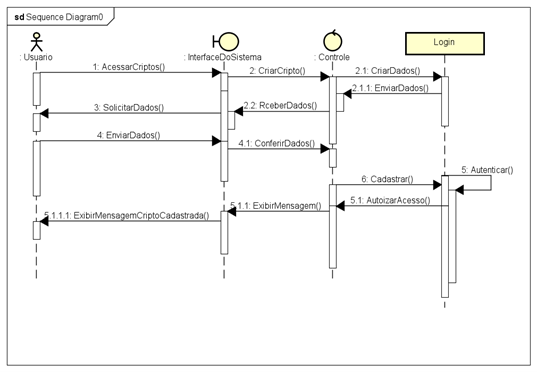 sd Sequence Diagram0
: Usuario
: InterfaceDoSistema
: Controle
Login
1: AcessarCriptos()
2: CriarCripto()
2.1: CriarDados()
2.1.1: EnviarDados()
2.2: RceberDados()
3: SolicitarDados()
4: EnviarDados()
4.1: ConferirDados()
5: Autenticar()
6: Cadastrar()
5.1: AutoizarAcesso()
5.1.1: ExibirMensagem()
5.1.1.1: ExibirMensagemCriptoCadastrada()